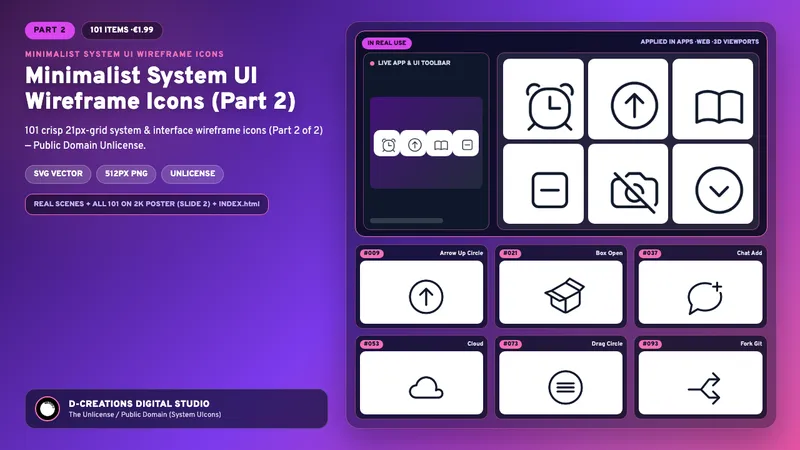 PART 2
101 ITEMS ·€1.99
MINIMALIST SYSTEM UI WIREFRAME ICONS
Minimalist System UI
Wireframe Icons (Part 2)
101 crisp 21px-grid system & interface wireframe icons (Part 2 of 2)
— Public Domain Unlicense.
SVG VECTOR
512PX PNG
UNLICENSE
REAL SCENES + ALL 101 ON 2K POSTER (SLIDE 2) + INDEX.html
D-CREATIONS DIGITAL STUDIO
The Unlicense / Public Domain (System UIcons)
IN REAL USE
APPLIED IN APPS ·WEB ·3D VIEWPORTS
LIVE APP & UI TOOLBAR
#009
Arrow Up Circle
#021
Box Open
#037
Chat Add
#053
Cloud
#073
Drag Circle
#093
Fork Git